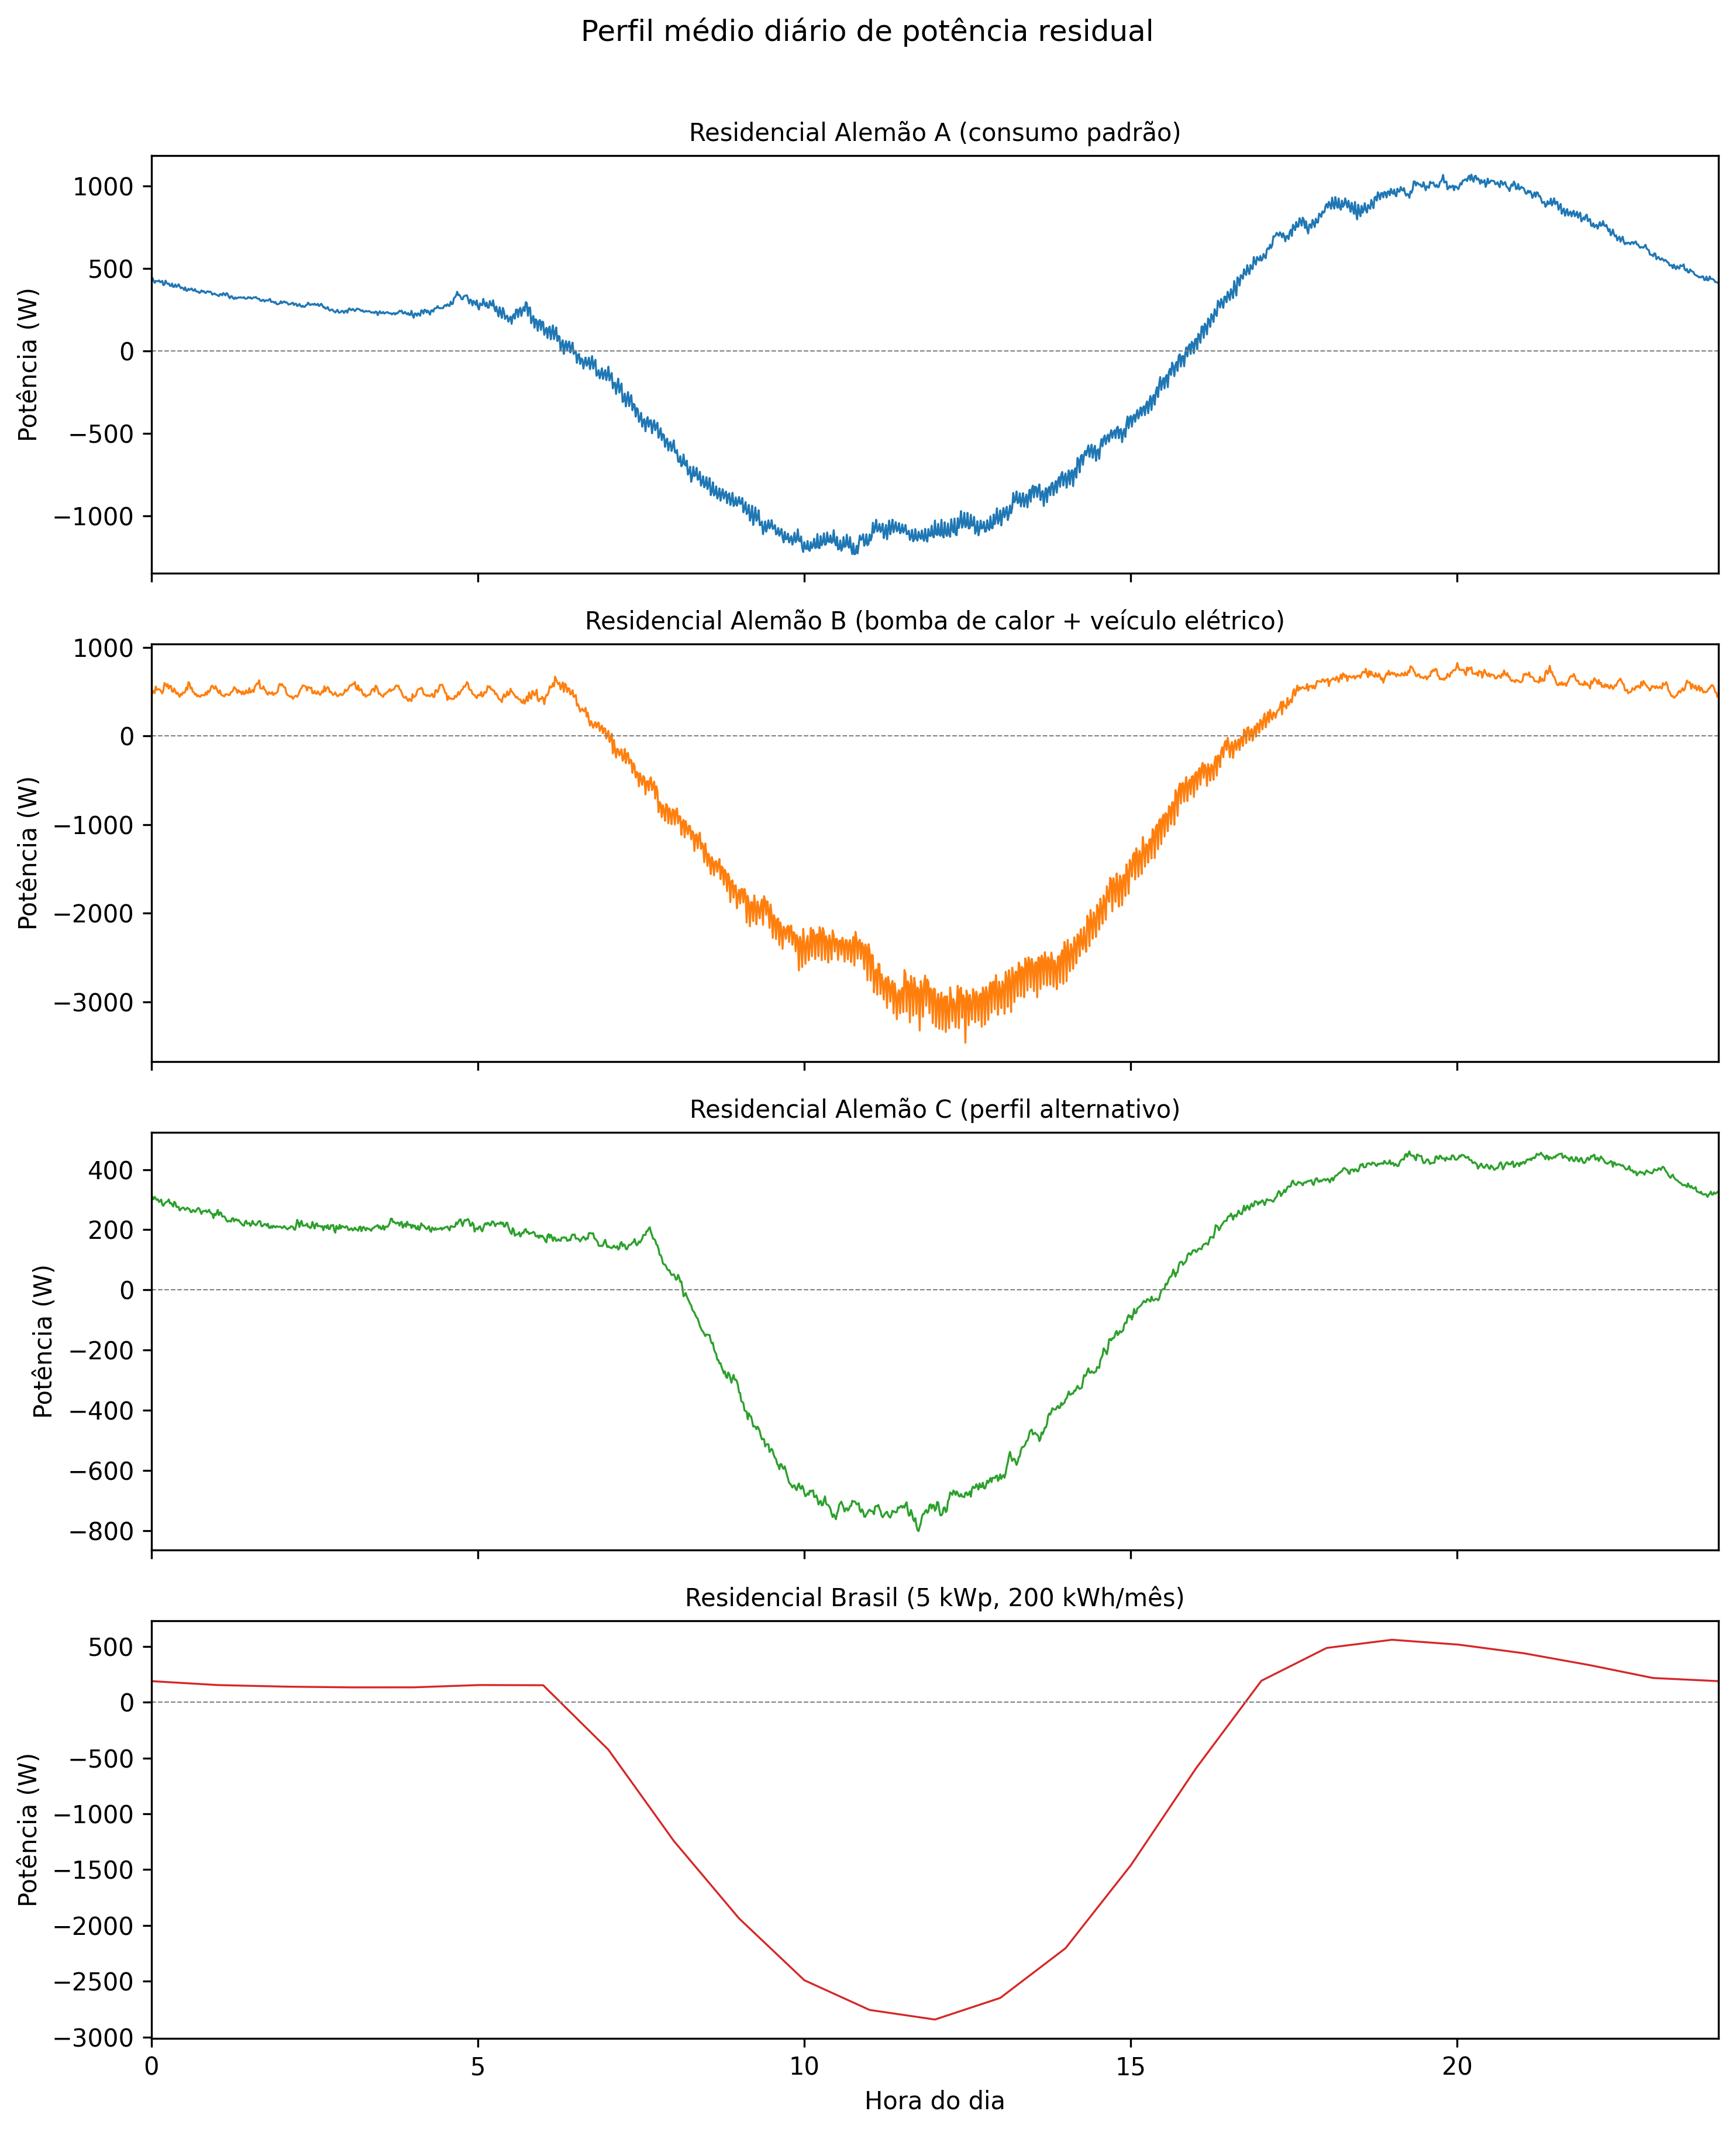 Perfil médio diário de potência residual
Residencial Alemão A (consumo padrão)
1000
500
0
−500
−1000
Potência (W)
Residencial Alemão B (bomba de calor + veículo elétrico)
1000
0
−1000
−2000
−3000
Potência (W)
Residencial Alemão C (perfil alternativo)
400
200
0
−200
−400
−600
−800
Potência (W)
Residencial Brasil (5 kWp, 200 kWh/mês)
500
0
−500
−1000
−1500
−2000
−2500
−3000
Potência (W)
0 5 10 15 20
Hora do dia